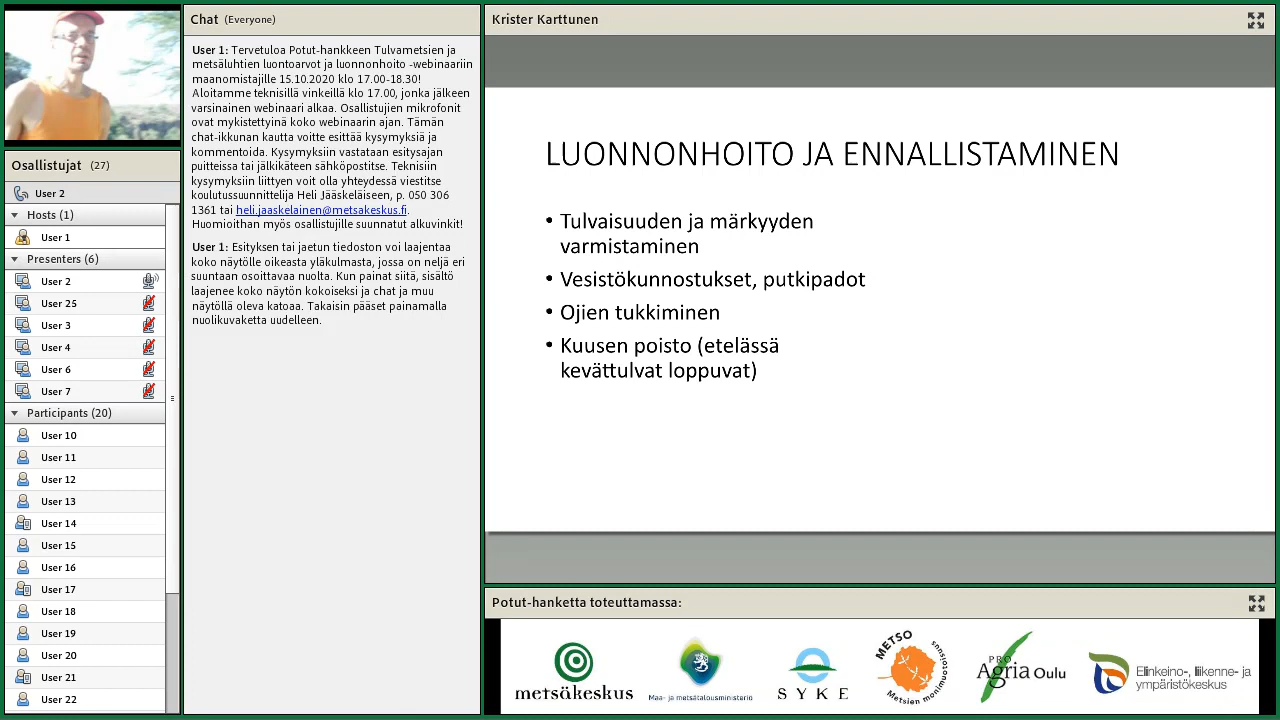 Osallistujat (27)
User 2
Hosts (1)
User 1
Presenters (6)
User 2
User 25
User 3
User 4
User 6
User 7
Participants (20)
User 10
User 11
User 12
User 13
User 14
User 15
User 16
User 17
User 18
User 19
User 20
User 21
User 22
Chat (Everyone)
User 1: Tervetuloa Potut-hankkeen Tulvametsien ja
metsäluhtien luontoarvot ja luonnonhoito -webinaariin
maanomistajille 15.10.2020 klo 17.00-18.30!
Aloitamme teknisillä vinkeillä klo 17.00, jonka jälkeen
varsinainen webinaari alkaa. Osallistujien mikrofonit
ovat mykistettyinä koko webinaarin ajan. Tämän
chat-ikkunan kautta voitte esittää kysymyksiä ja
kommentoida. Kysymyksiin vastataan esitysajan
puitteissa tai jälkikäteen sähköpostitse. Teknisiin
kysymyksiin liittyen voit olla yhteydessä viestitse
koulutussuunnittelija Heli Jääskeläiseen, p. 050 306
1361 tai heli.jaaskelainen@metsakeskus.fi.
Huomioithan myös osallistujille suunnatut alkuvinkit!
User 1: Esityksen tai jaetun tiedoston voi laajentaa
koko näytölle oikeasta yläkulmasta, jossa on neljä eri
suuntaan osoittavaa nuolta. Kun painat siitä, sisältö
laajenee koko näytön kokoiseksi ja chat ja muu
näytöllä oleva katoaa. Takaisin pääset painamalla
nuolikuvaketta uudelleen.
Krister Karttunen
LUONNONHOITO JA ENNALLISTAMINEN
• Tulvaisuuden ja märkyyden
varmistaminen
• Vesistökunnostukset, putkipadot
• Ojien tukkiminen
• Kuusen poisto (etelässä
kevättulvat loppuvat)
Potut-hanketta toteuttamassa:
metsäkeskus
Maa- ja metsätalousministeriö
SYKE
METSO
Metsien monimuotoisuus
PRO
Agria Oulu
Elinkeino-, liikenne- ja
ympäristökeskus